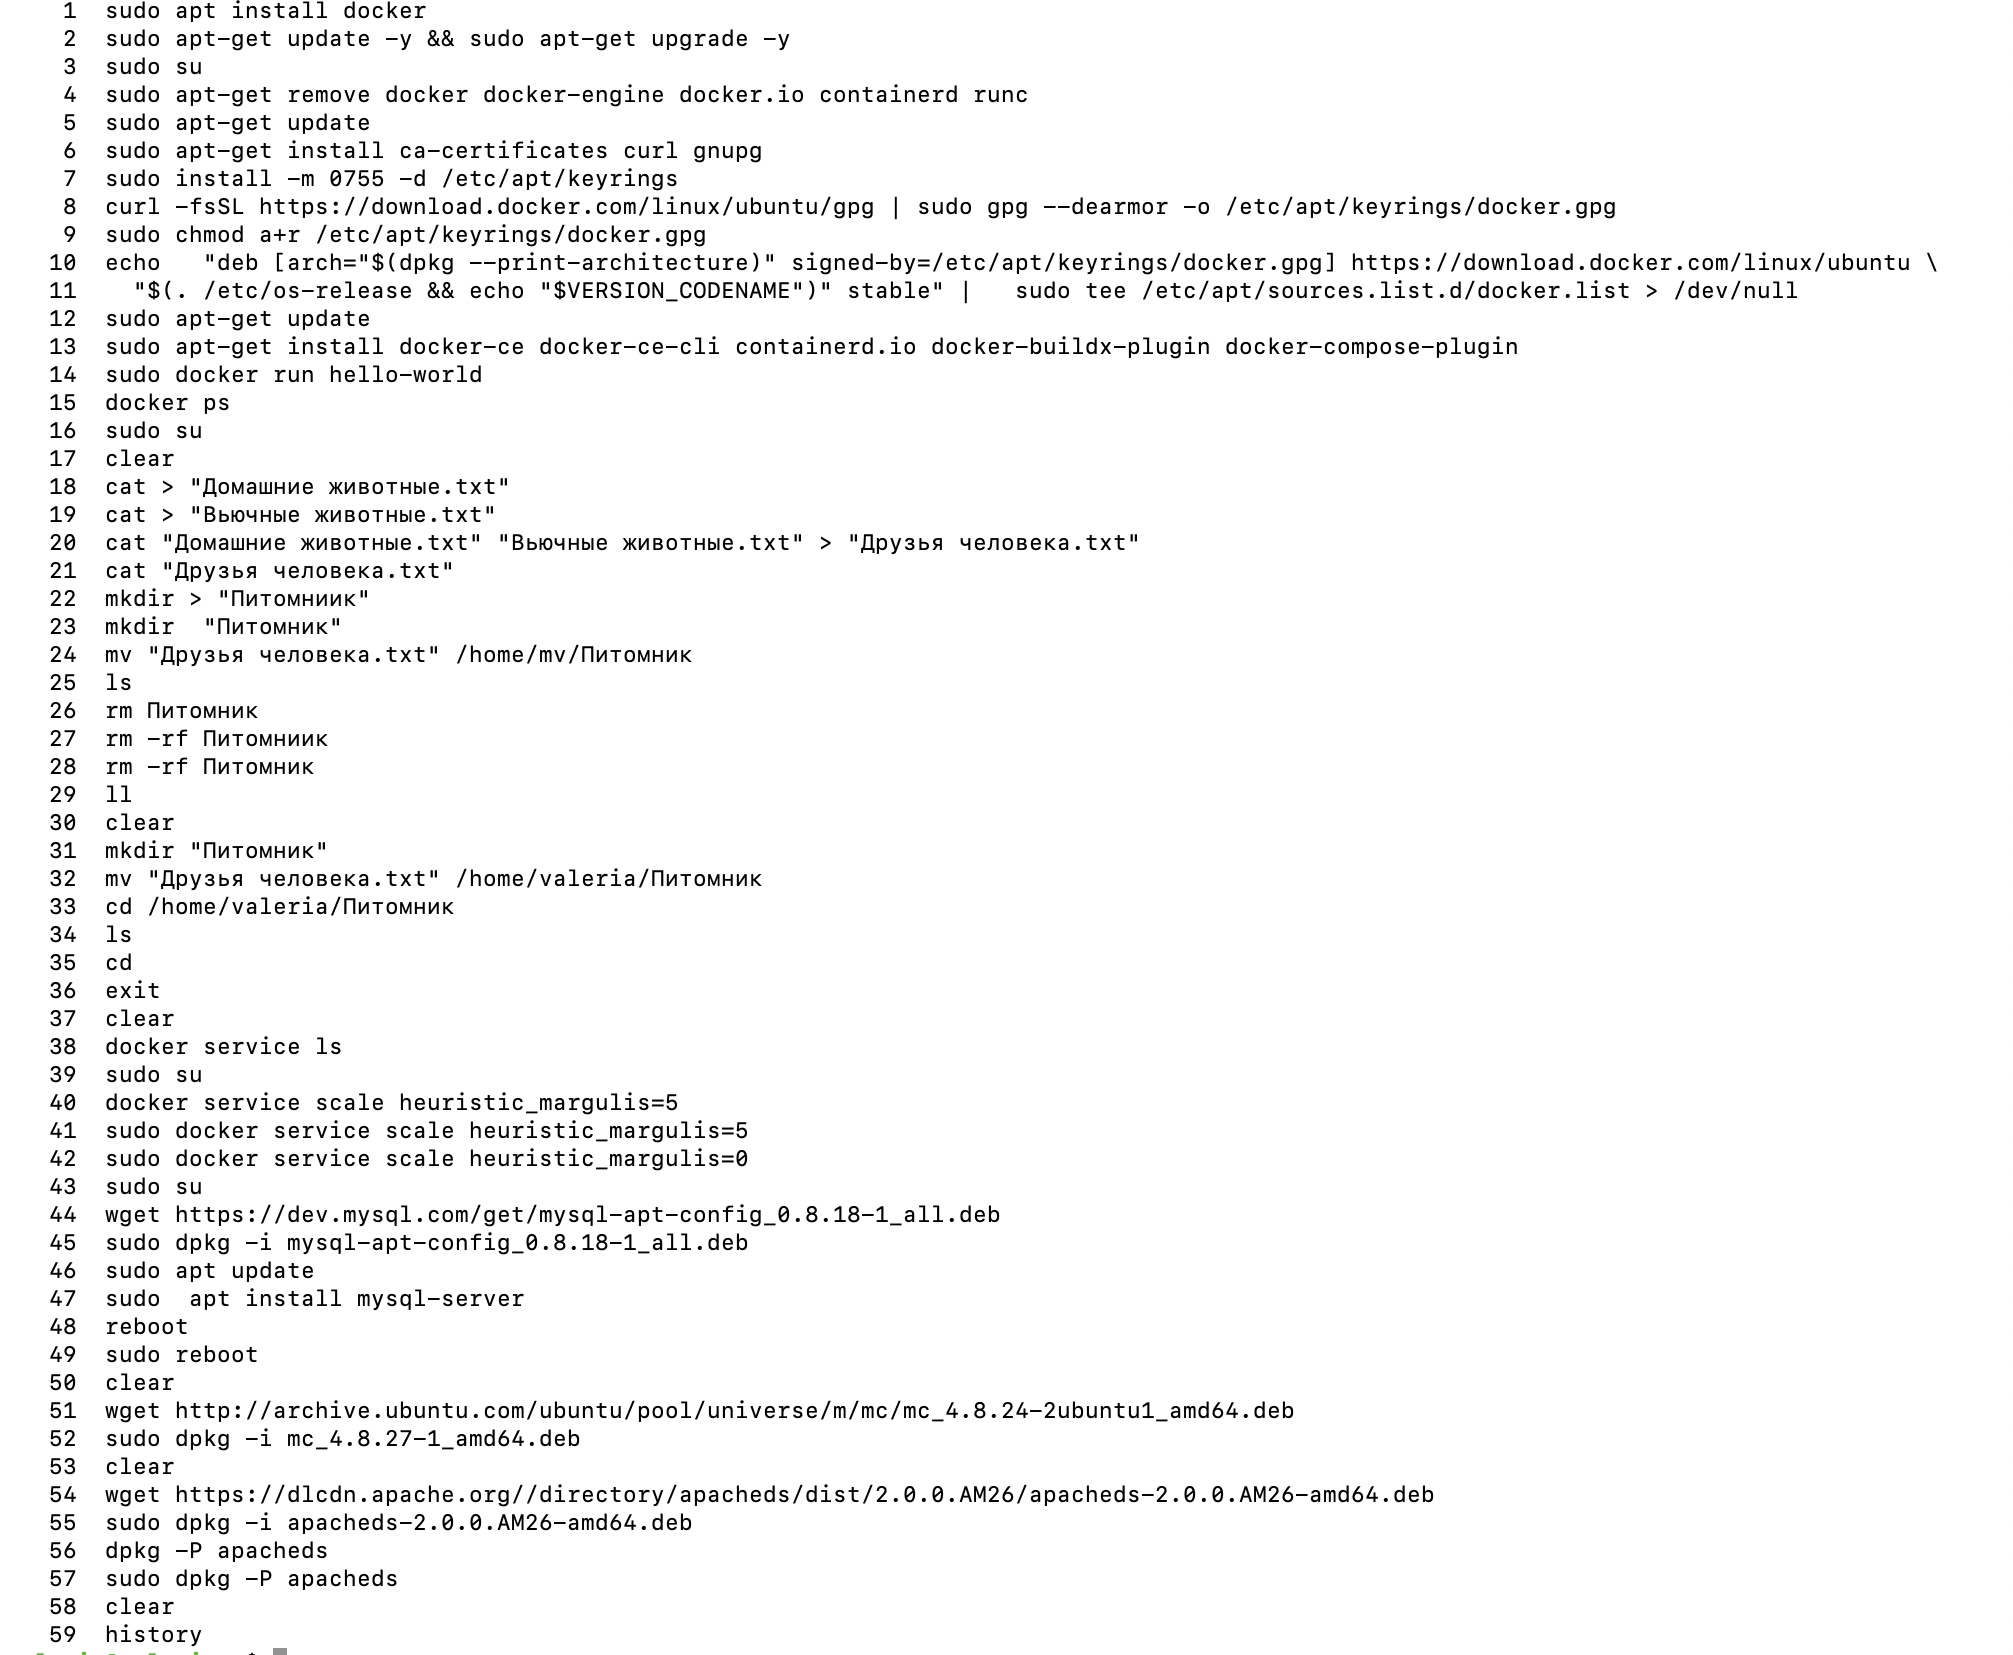 1  sudo apt install docker
2  sudo apt-get update -y && sudo apt-get upgrade -y
3  sudo su
4  sudo apt-get remove docker docker-engine docker.io containerd runc
5  sudo apt-get update
6  sudo apt-get install ca-certificates curl gnupg
7  sudo install -m 0755 -d /etc/apt/keyrings
8  curl -fsSL https://download.docker.com/linux/ubuntu/gpg | sudo gpg --dearmor -o /etc/apt/keyrings/docker.gpg
9  sudo chmod a+r /etc/apt/keyrings/docker.gpg
10  echo   "deb [arch="$(dpkg --print-architecture)" signed-by=/etc/apt/keyrings/docker.gpg] https://download.docker.com/linux/ubuntu \
11    "$(. /etc/os-release && echo "$VERSION_CODENAME")" stable" |   sudo tee /etc/apt/sources.list.d/docker.list > /dev/null
12  sudo apt-get update
13  sudo apt-get install docker-ce docker-ce-cli containerd.io docker-buildx-plugin docker-compose-plugin
14  sudo docker run hello-world
15  docker ps
16  sudo su
17  clear
18  cat > "Домашние животные.txt"
19  cat > "Вьючные животные.txt"
20  cat "Домашние животные.txt" "Вьючные животные.txt" > "Друзья человека.txt"
21  cat "Друзья человека.txt"
22  mkdir > "Питомниик"
23  mkdir  "Питомник"
24  mv "Друзья человека.txt" /home/mv/Питомник
25  ls
26  rm Питомник
27  rm -rf Питомниик
28  rm -rf Питомник
29  ll
30  clear
31  mkdir "Питомник"
32  mv "Друзья человека.txt" /home/valeria/Питомник
33  cd /home/valeria/Питомник
34  ls
35  cd
36  exit
37  clear
38  docker service ls
39  sudo su
40  docker service scale heuristic_margulis=5
41  sudo docker service scale heuristic_margulis=5
42  sudo docker service scale heuristic_margulis=0
43  sudo su
44  wget https://dev.mysql.com/get/mysql-apt-config_0.8.18-1_all.deb
45  sudo dpkg -i mysql-apt-config_0.8.18-1_all.deb
46  sudo apt update
47  sudo  apt install mysql-server
48  reboot
49  sudo reboot
50  clear
51  wget http://archive.ubuntu.com/ubuntu/pool/universe/m/mc/mc_4.8.24-2ubuntu1_amd64.deb
52  sudo dpkg -i mc_4.8.27-1_amd64.deb
53  clear
54  wget https://dlcdn.apache.org//directory/apacheds/dist/2.0.0.AM26/apacheds-2.0.0.AM26-amd64.deb
55  sudo dpkg -i apacheds-2.0.0.AM26-amd64.deb
56  dpkg -P apacheds
57  sudo dpkg -P apacheds
58  clear
59  history